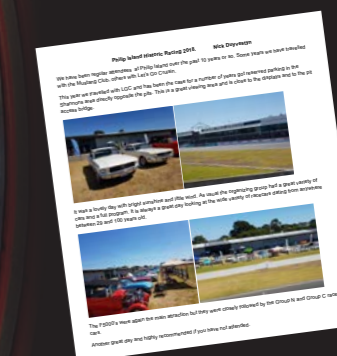 Philip Island Historic Racing 2018. Nick Doyvestyn
We have been regular attendees at Philip Island over the past 10 years or so. Some years we have travelled
with the Mustang Club, others with Let's Go Cruisin.
This year we travelled with LGC and has been the case for a number of years got reserved parking in the
Shannons area directly opposite the pits. This is a great viewing area and is close to the displays and to the pit
access bridge.
It was a lovely day with bright sunshine and little wind. As usual the organizing group had a great variety of
cars and a full program. It is always a great day looking at the wide variety of racecars dating from anywhere
between 20 and 100 years old.
The F5000's were again the main attraction but they were closely followed by the Group N and Group C race
cars.
Another great day and highly recommended if you have not attended.